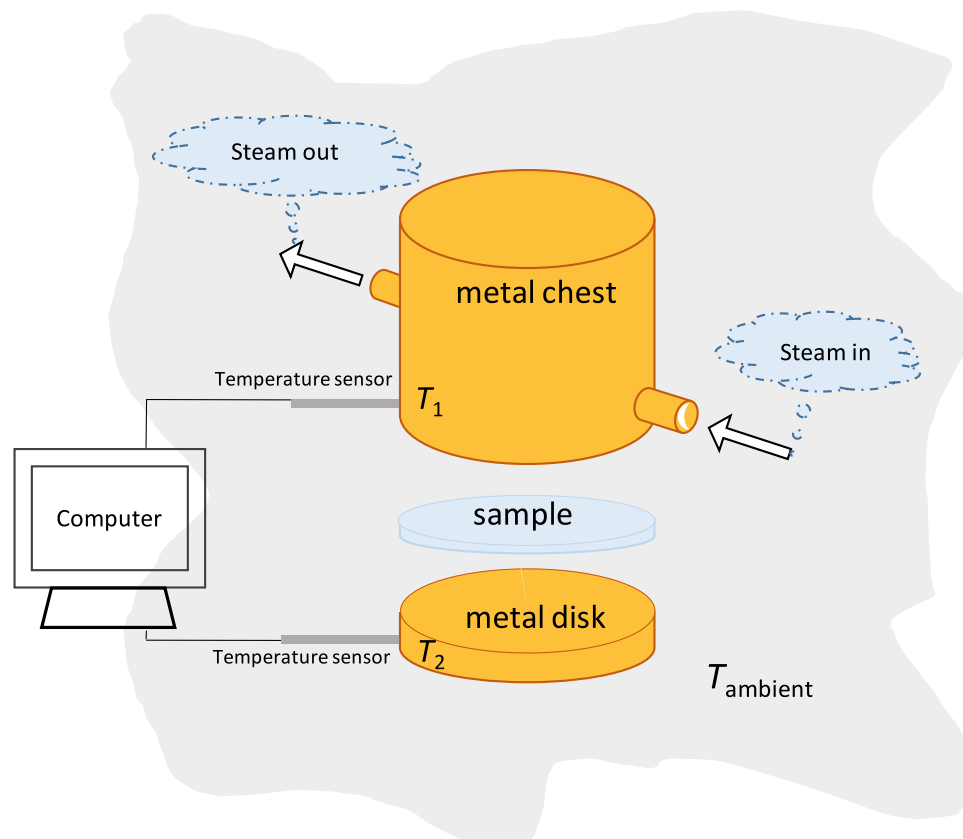 Steam out
metal chest
Steam in
Temperature sensor
T1
Computer
sample
metal disk
Temperature sensor
T2
Tambient